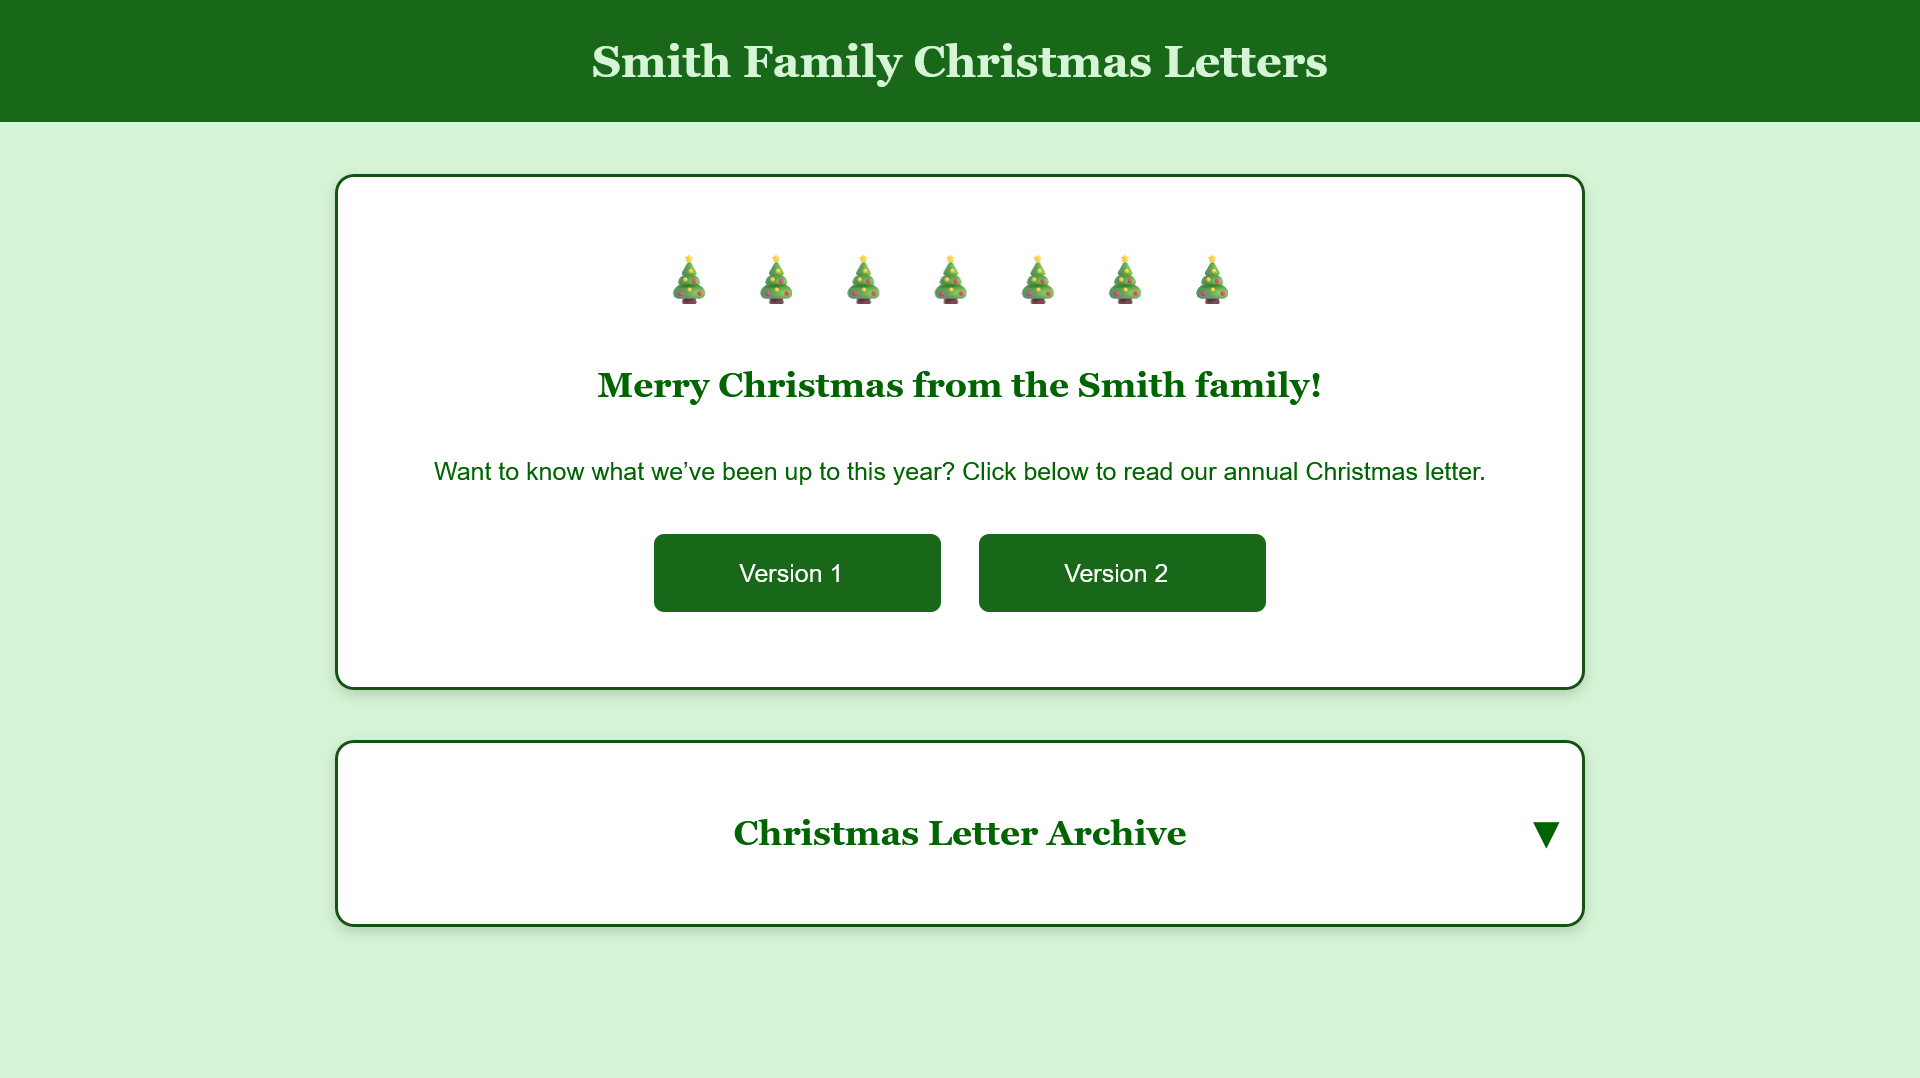 Smith Family Christmas Letters
Merry Christmas from the Smith family!
Want to know what we’ve been up to this year? Click below to read our annual Christmas letter.
Version 1
Version 2
Christmas Letter Archive